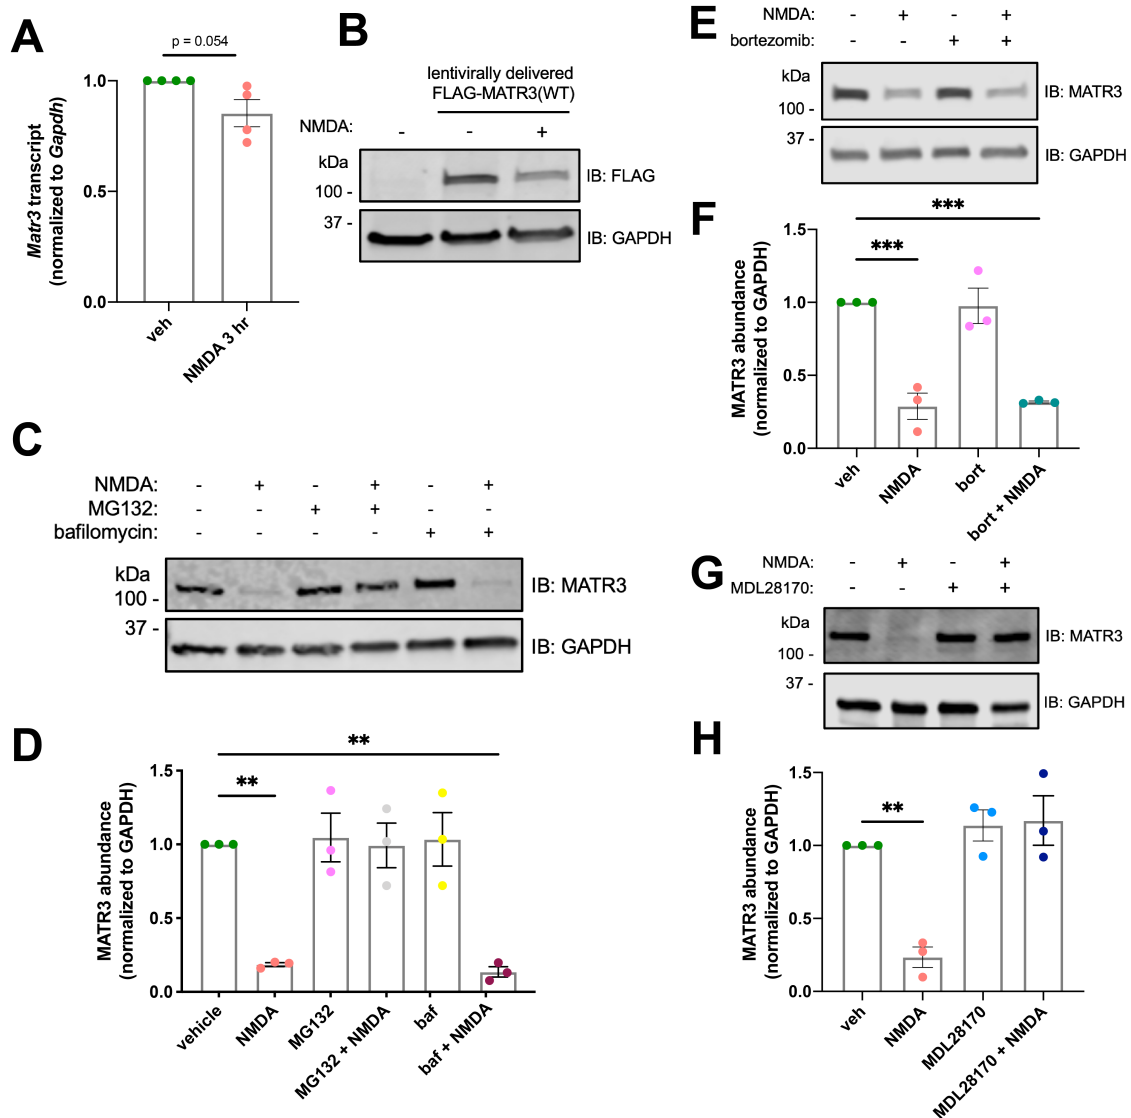 A
p = 0.054
1.0
0.5
0.0
Matr3 transcript
(normalized to Gapdh)
veh
NMDA 3 hr
B
lentivirally delivered
FLAG-MATR3(WT)
NMDA: - - +
kDa
100 -
IB: FLAG
37 -
IB: GAPDH
C
NMDA: - + - + - +
MG132: - - + + - -
bafilomycin: - - - - + +
kDa
100 -
IB: MATR3
37 -
IB: GAPDH
D
**
**
1.5
1.0
0.5
0.0
MATR3 abundance
(normalized to GAPDH)
vehicle
NMDA
MG132
MG132 + NMDA
baf
baf + NMDA
E
NMDA: - + - +
bortezomib: - - + +
kDa
100 -
IB: MATR3
37 -
IB: GAPDH
F
***
***
1.5
1.0
0.5
0.0
MATR3 abundance
(normalized to GAPDH)
veh
NMDA
bort
bort + NMDA
G
NMDA: - + - +
MDL28170: - - + +
kDa
100 -
IB: MATR3
37 -
IB: GAPDH
H
**
1.5
1.0
0.5
0.0
MATR3 abundance
(normalized to GAPDH)
veh
NMDA
MDL28170
MDL28170 + NMDA